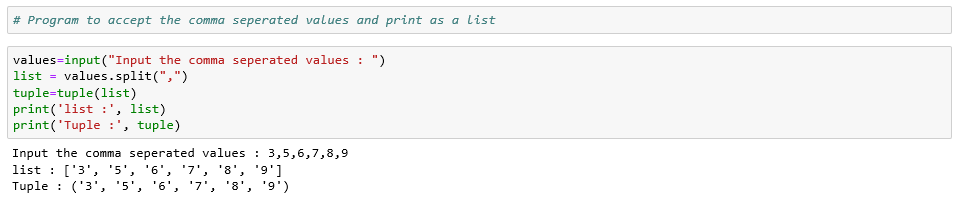 # Program to accept the comma seperated values and print as a list
values=input("Input the comma seperated values : ")
list = values.split(",")
tuple=tuple(list)
print('list :', list)
print('Tuple :', tuple)
Input the comma seperated values : 3,5,6,7,8,9
list : ['3', '5', '6', '7', '8', '9']
Tuple : ('3', '5', '6', '7', '8', '9')